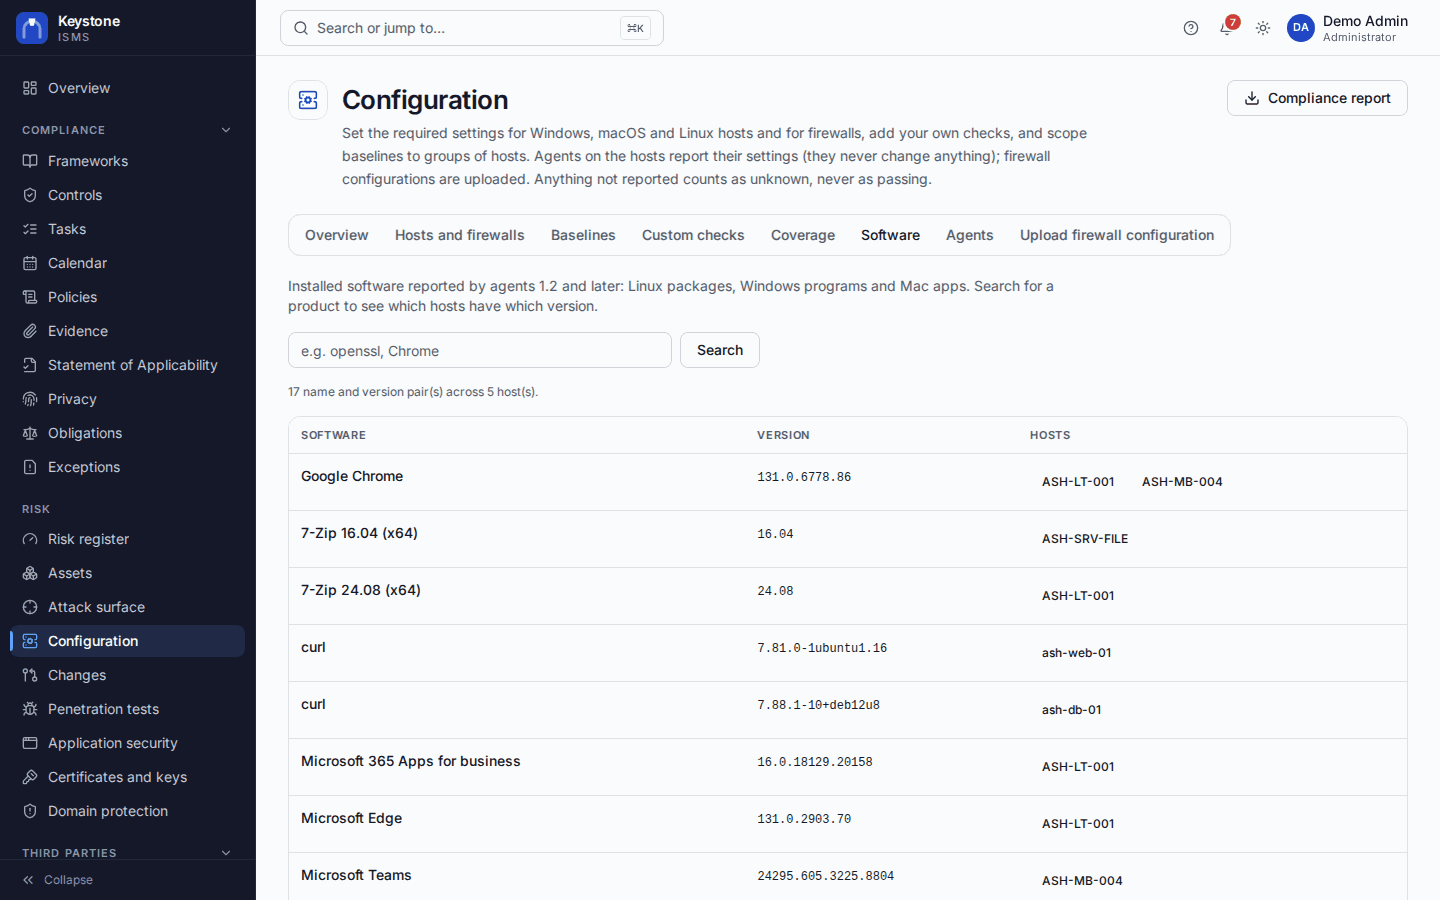 Keystone
ISMS
Search or jump to...
⌘K
7
DA
Demo Admin
Administrator
Overview
COMPLIANCE
Frameworks
Controls
Tasks
Calendar
Policies
Evidence
Statement of Applicability
Privacy
Obligations
Exceptions
RISK
Risk register
Assets
Attack surface
Configuration
Changes
Penetration tests
Application security
Certificates and keys
Domain protection
THIRD PARTIES
Collapse
Configuration
Compliance report
Set the required settings for Windows, macOS and Linux hosts and for firewalls, add your own checks, and scope
baselines to groups of hosts. Agents on the hosts report their settings (they never change anything); firewall
configurations are uploaded. Anything not reported counts as unknown, never as passing.
Overview Hosts and firewalls Baselines Custom checks Coverage Software Agents Upload firewall configuration
Installed software reported by agents 1.2 and later: Linux packages, Windows programs and Mac apps. Search for a
product to see which hosts have which version.
e.g. openssl, Chrome
Search
17 name and version pair(s) across 5 host(s).
SOFTWARE VERSION HOSTS
Google Chrome 131.0.6778.86 ASH-LT-001 ASH-MB-004
7-Zip 16.04 (x64) 16.04 ASH-SRV-FILE
7-Zip 24.08 (x64) 24.08 ASH-LT-001
curl 7.81.0-1ubuntu1.16 ash-web-01
curl 7.88.1-10+deb12u8 ash-db-01
Microsoft 365 Apps for business 16.0.18129.20158 ASH-LT-001
Microsoft Edge 131.0.2903.70 ASH-LT-001
Microsoft Teams 24295.605.3225.8804 ASH-MB-004